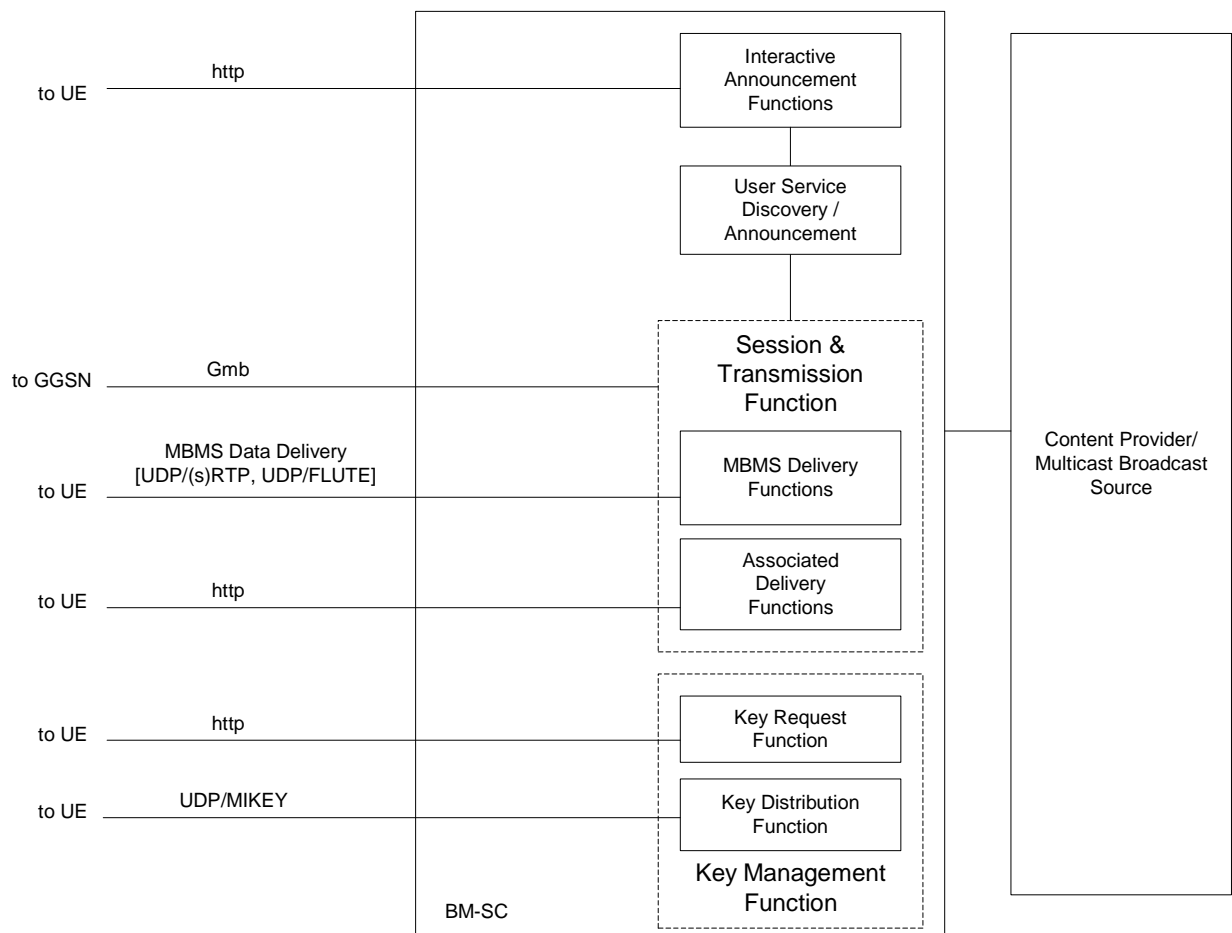 Interactive
Announcement
Functions
http
to UE
User Service
Discovery /
Announcement
Session &
Transmission
Function
Gmb
to GGSN
MBMS Data Delivery
[UDP/(s)RTP, UDP/FLUTE]
to UE
MBMS Delivery
Functions
Content Provider/
Multicast Broadcast
Source
Associated
Delivery
Functions
http
to UE
Key Request
Function
http
to UE
Key Distribution
Function
UDP/MIKEY
to UE
Key Management
Function
BM-SC